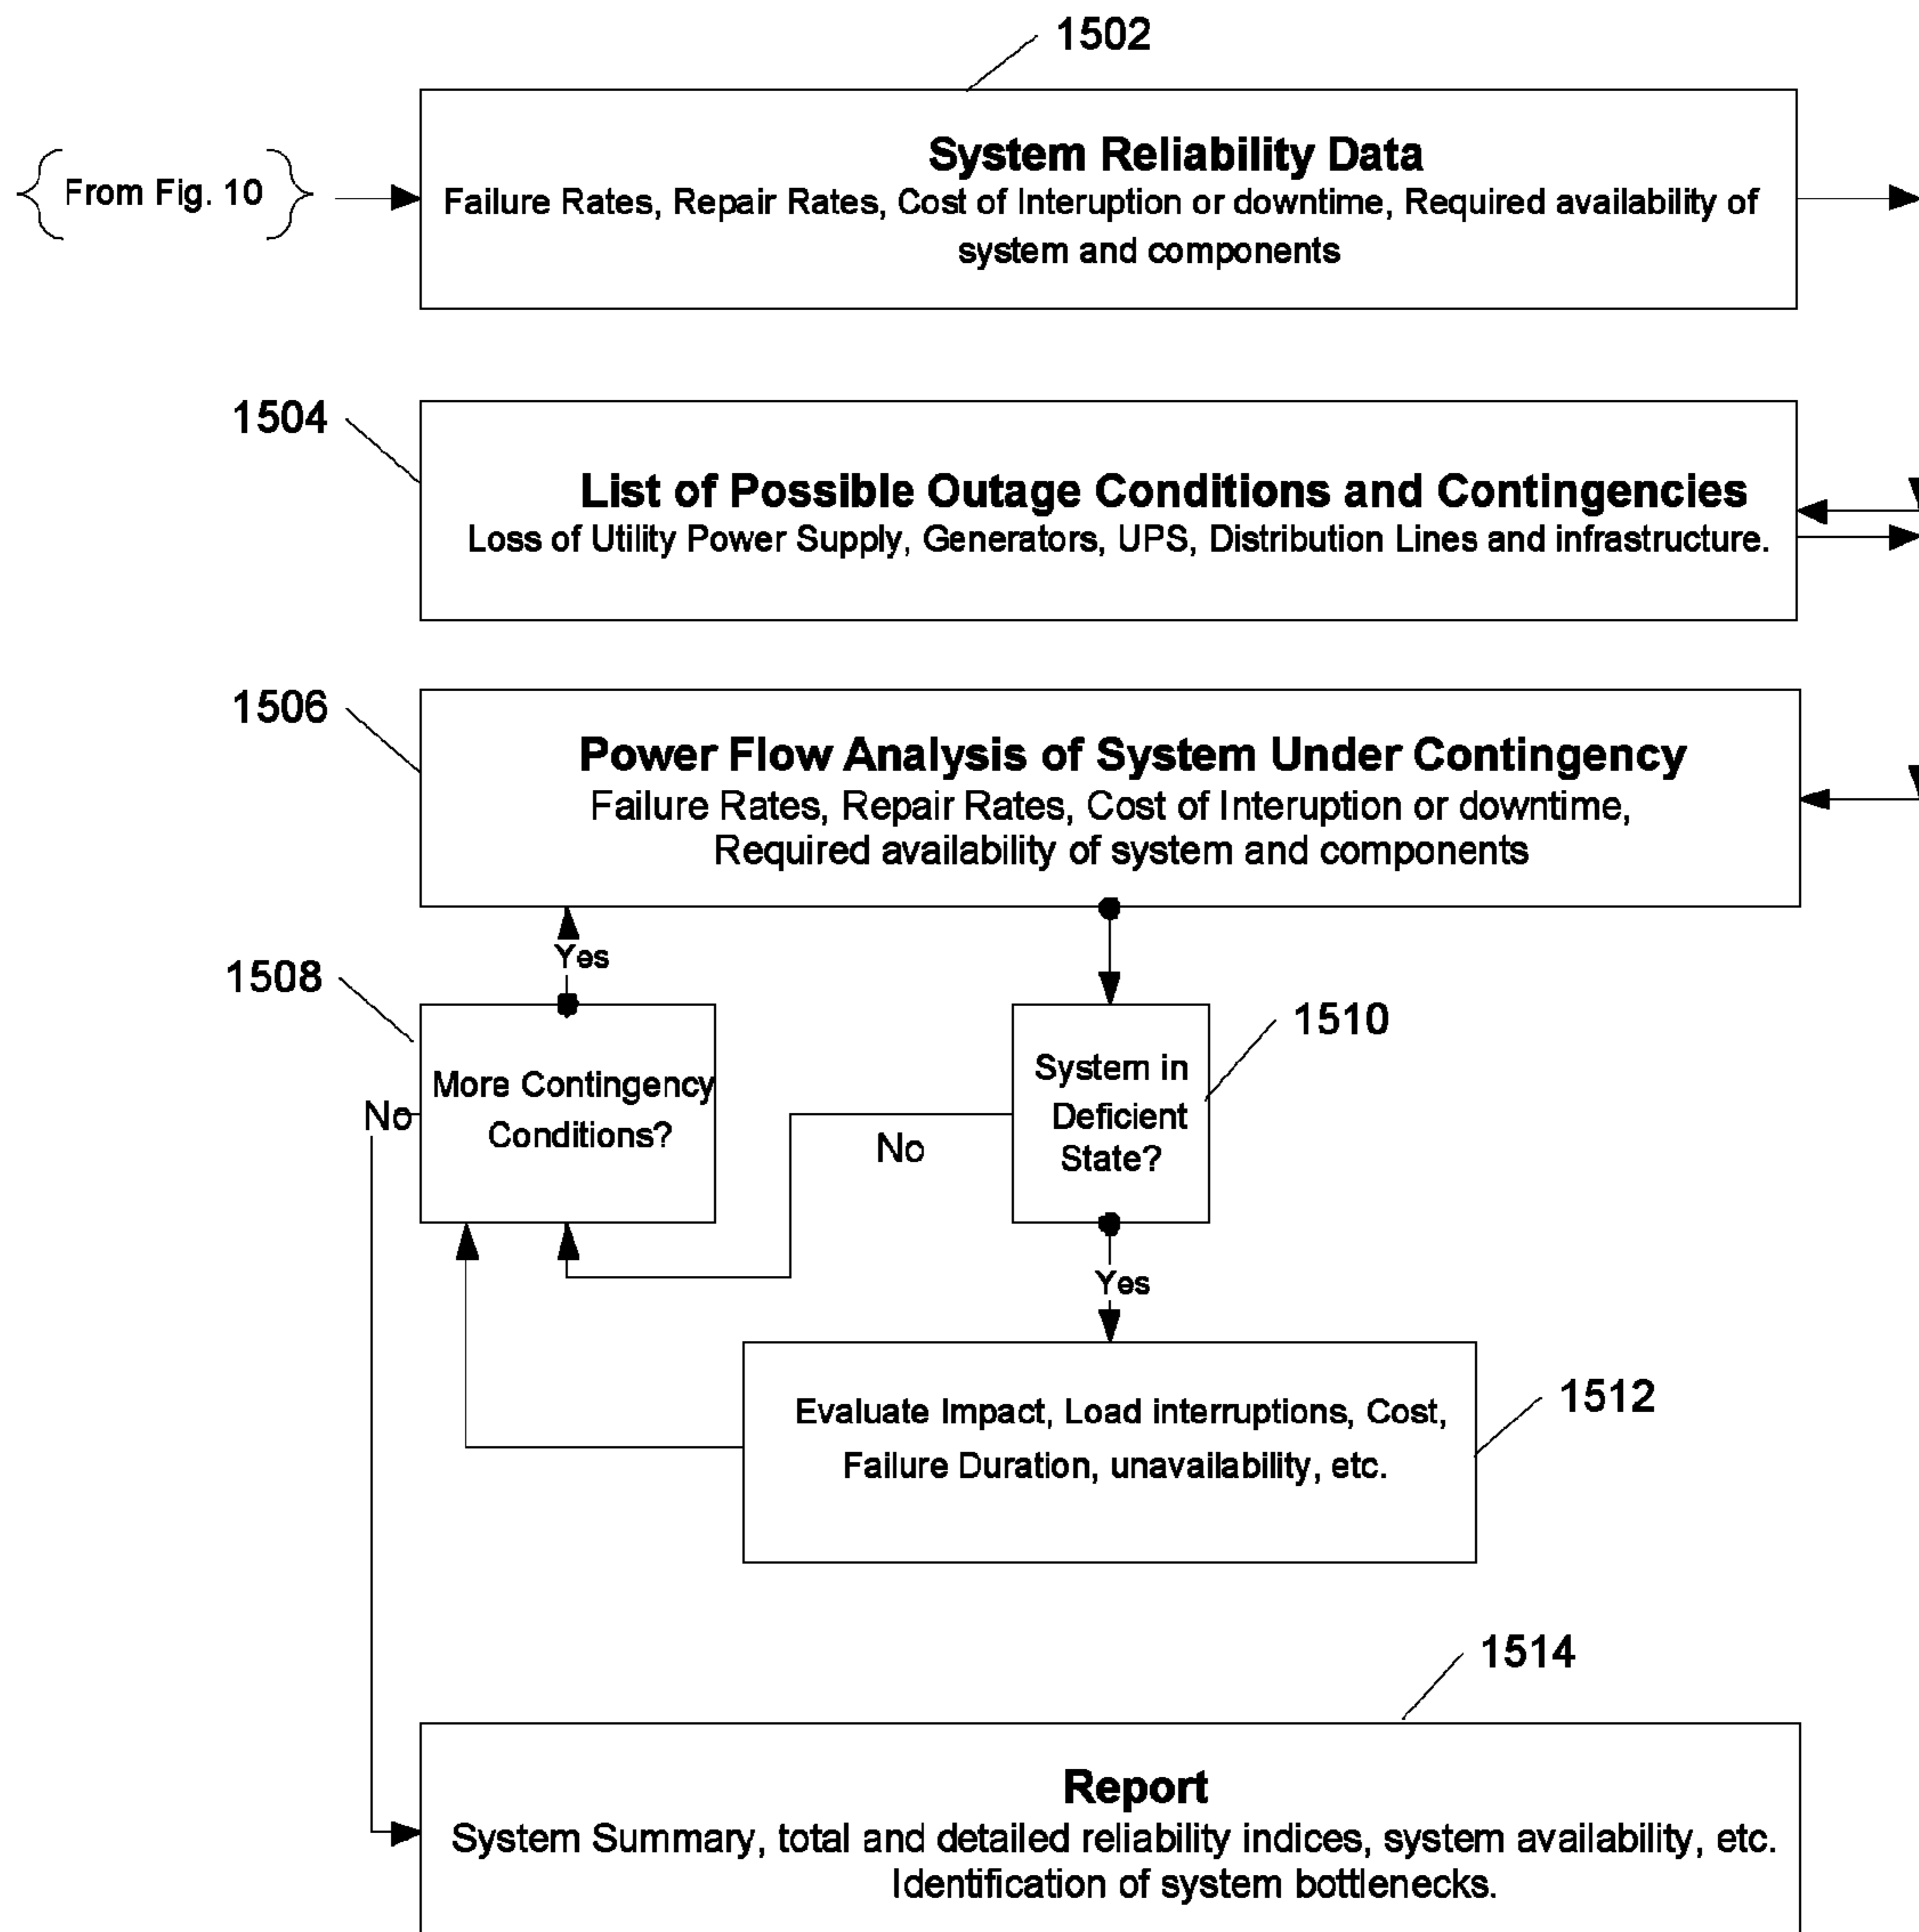 1502
System Reliability Data
From Fig. 10
Failure Rates, Repair Rates, Cost of Interuption or downtime, Required availability of
system and components
1504
List of Possible Outage Conditions and Contingencies
Loss of Utility Power Supply, Generators, UPS, Distribution Lines and infrastructure.
1506
Power Flow Analysis of System Under Contingency
Failure Rates, Repair Rates, Cost of Interuption or downtime,
Required availability of system and components
Yes
1508
1510
More Contingency
Conditions?
No
System in
Deficient
State?
No
Yes
1512
Evaluate Impact, Load interruptions, Cost,
Failure Duration, unavailability, etc.
1514
Report
System Summary, total and detailed reliability indices, system availability, etc.
Identification of system bottlenecks.